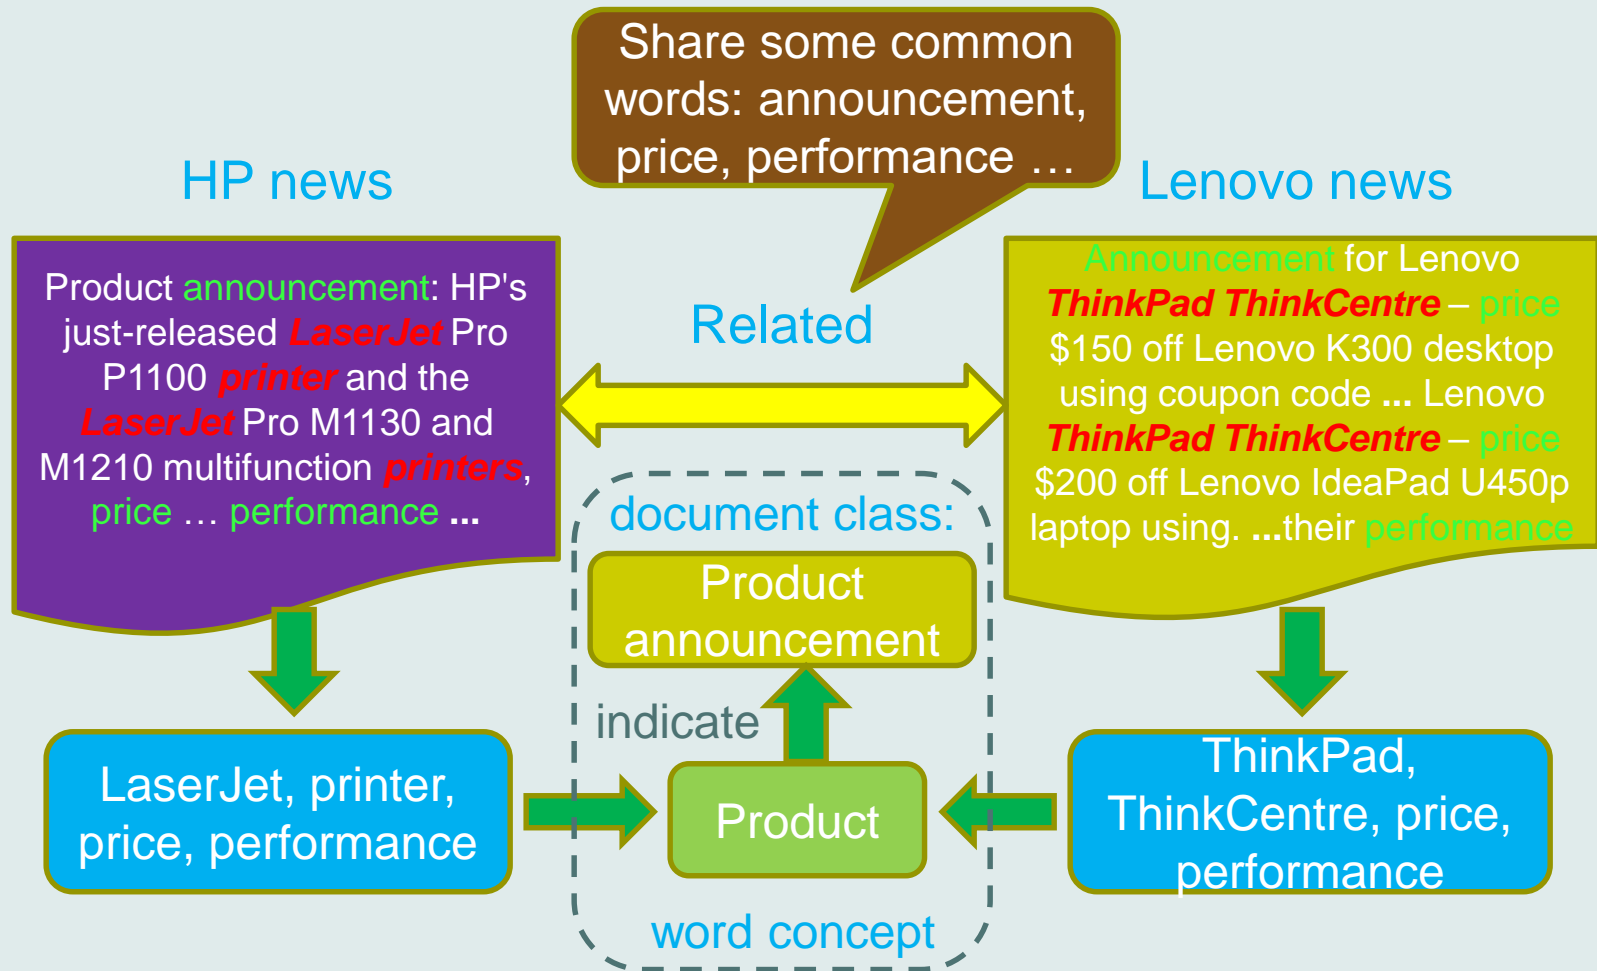 Share some common
words: announcement,
price, performance …
HP news
Lenovo news
Product announcement: HP's
just-released LaserJet Pro
P1100 printer and the
LaserJet Pro M1130 and
M1210 multifunction printers,
price … performance ...
Related
Announcement for Lenovo
ThinkPad ThinkCentre – price
$150 off Lenovo K300 desktop
using coupon code ... Lenovo
ThinkPad ThinkCentre – price
$200 off Lenovo IdeaPad U450p
laptop using. ...their performance
document class:
Product
announcement
indicate
LaserJet, printer,
price, performance
Product
ThinkPad,
ThinkCentre, price,
performance
word concept